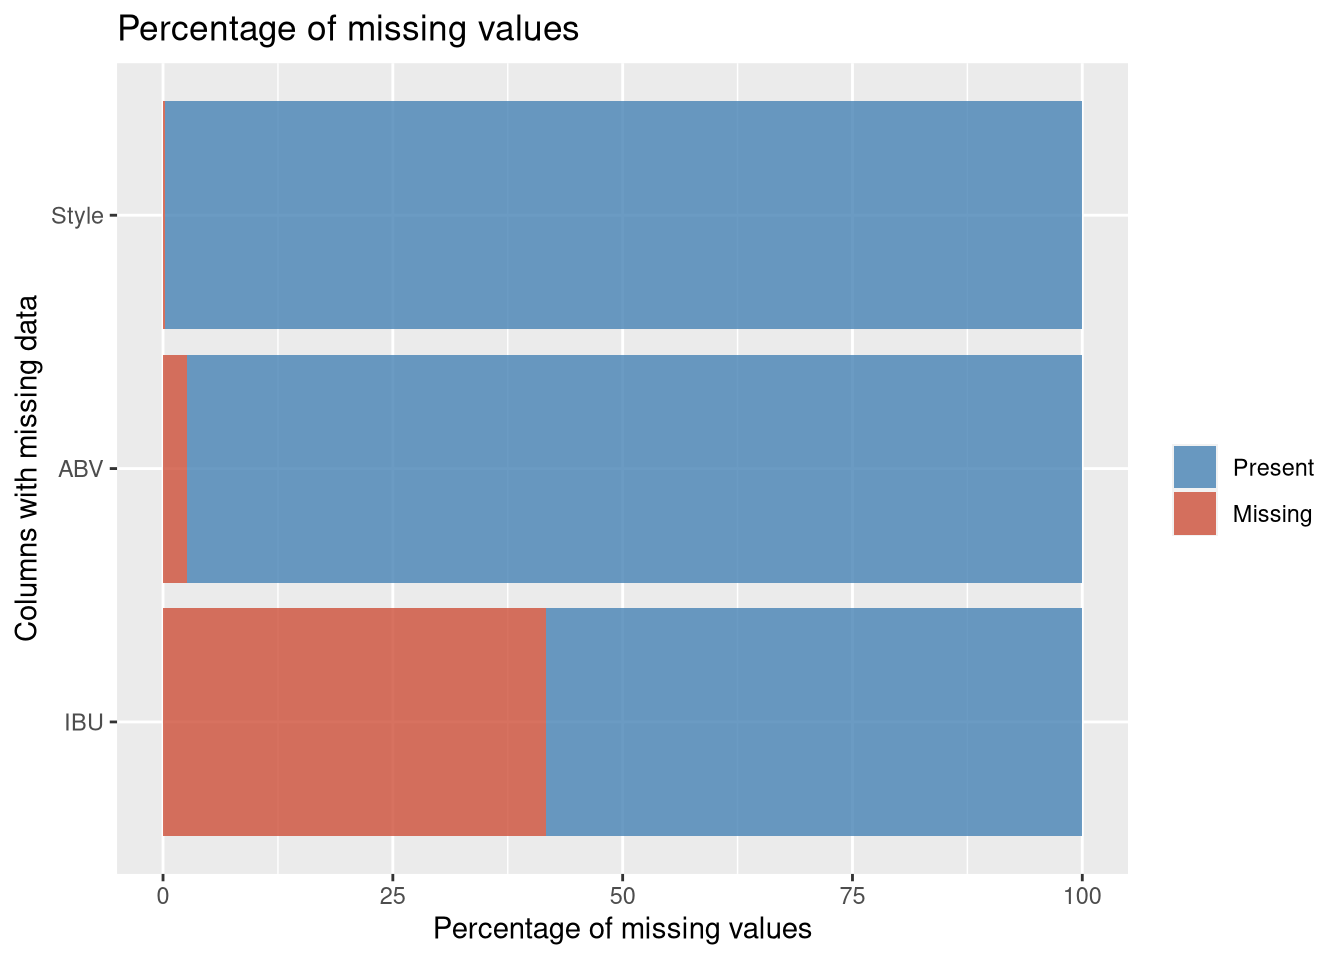 Percentage of missing values
Columns with missing data
Style
ABV
IBU
0 25 50 75 100
Percentage of missing values
Present
Missing